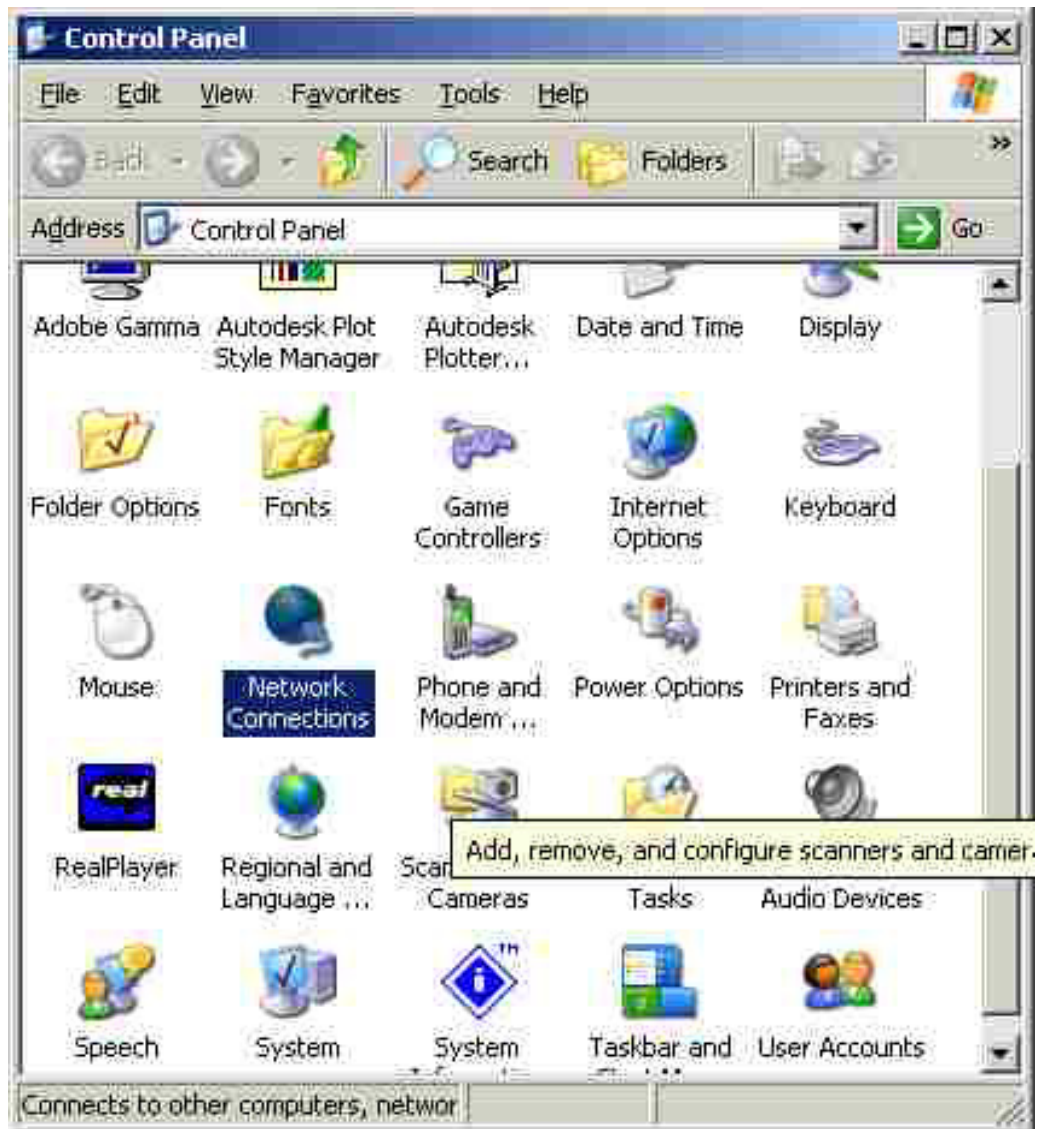 Control Panel
File Edit View Favorites Tools Help
Back Search Folders »
Address Control Panel Go
Adobe Gamma Autodesk Plot Style Manager Autodesk Plotter... Date and Time Display
Folder Options Fonts Game Controllers Internet Options Keyboard
Mouse Network Connections Phone and Modem ... Power Options Printers and Faxes
real
RealPlayer Regional and Language ... Cameras Tasks Audio Devices
Add, remove, and configure scanners and camer
TM
Speech System System Taskbar and User Accounts
Connects to other computers, networ